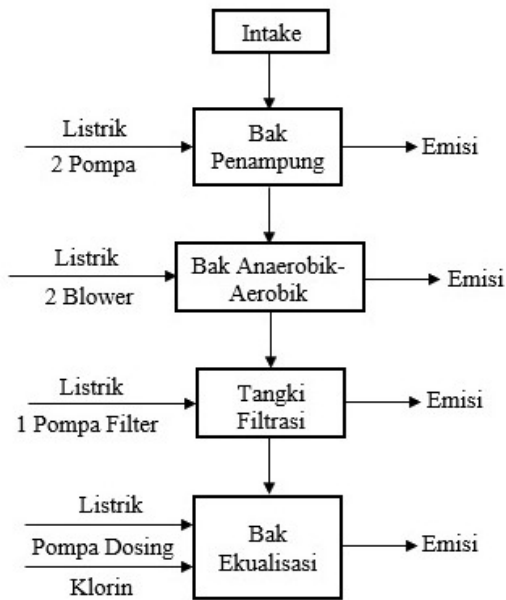 Intake
Listrik
2 Pompa
Bak
Penampung
Emisi
Listrik
2 Blower
Bak Anaerobik-
Aerobik
Emisi
Listrik
1 Pompa Filter
Tangki
Filtrasi
Emisi
Listrik
Pompa Dosing
Klorin
Bak
Ekualisasi
Emisi